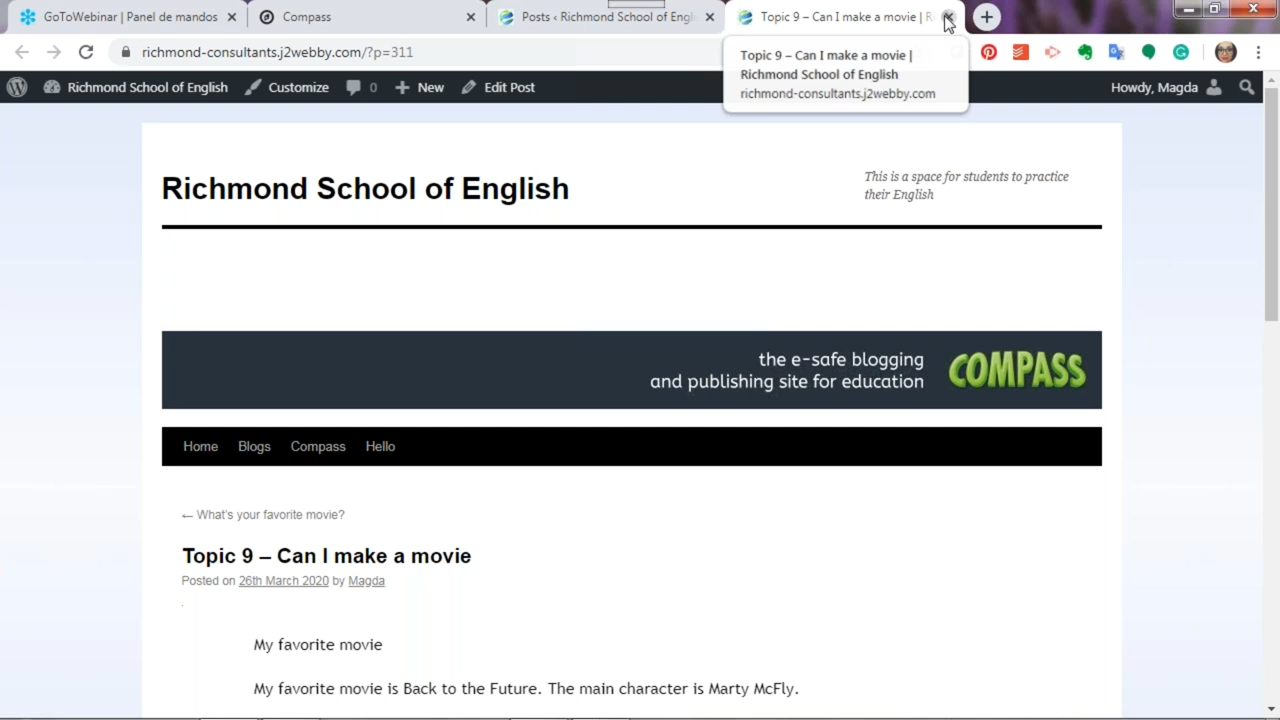 GoToWebinar | Panel de mandos
Compass
Posts ‹ Richmond School of Engl
Topic 9 – Can I make a movie | R
richmond-consultants.j2webby.com/?p=311
Topic 9 – Can I make a movie |
Richmond School of English
richmond-consultants.j2webby.com
Richmond School of English
Customize
0
New
Edit Post
Howdy, Magda
Richmond School of English
This is a space for students to practice
their English
the e-safe blogging
and publishing site for education
COMPASS
Home
Blogs
Compass
Hello
← What's your favorite movie?
Topic 9 – Can I make a movie
Posted on 26th March 2020 by Magda
My favorite movie
My favorite movie is Back to the Future. The main character is Marty McFly.